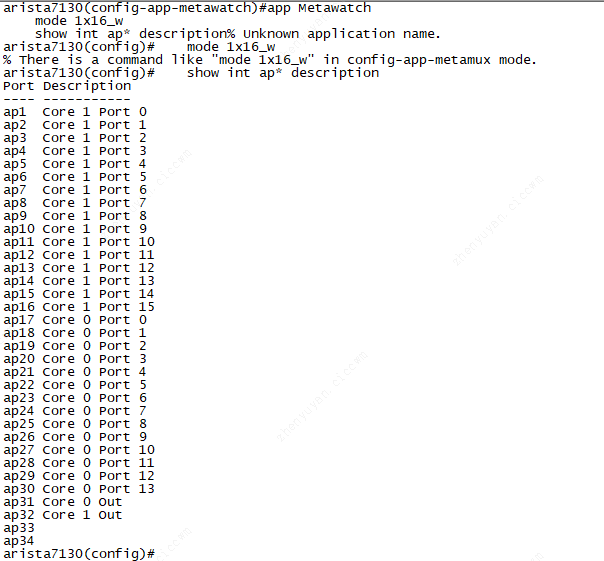 arista7130(config-app-metawatch)#app Metawatch
    mode 1x16_w
    show int ap* description% Unknown application name.
arista7130(config)#    mode 1x16_w
% There is a command like "mode 1x16_w" in config-app-metamux mode.
arista7130(config)#    show int ap* description
Port Description
---- -----------
ap1  Core 1 Port 0
ap2  Core 1 Port 1
ap3  Core 1 Port 2
ap4  Core 1 Port 3
ap5  Core 1 Port 4
ap6  Core 1 Port 5
ap7  Core 1 Port 6
ap8  Core 1 Port 7
ap9  Core 1 Port 8
ap10 Core 1 Port 9
ap11 Core 1 Port 10
ap12 Core 1 Port 11
ap13 Core 1 Port 12
ap14 Core 1 Port 13
ap15 Core 1 Port 14
ap16 Core 1 Port 15
ap17 Core 0 Port 0
ap18 Core 0 Port 1
ap19 Core 0 Port 2
ap20 Core 0 Port 3
ap21 Core 0 Port 4
ap22 Core 0 Port 5
ap23 Core 0 Port 6
ap24 Core 0 Port 7
ap25 Core 0 Port 8
ap26 Core 0 Port 9
ap27 Core 0 Port 10
ap28 Core 0 Port 11
ap29 Core 0 Port 12
ap30 Core 0 Port 13
ap31 Core 0 Out
ap32 Core 1 Out
ap33
ap34
arista7130(config)#